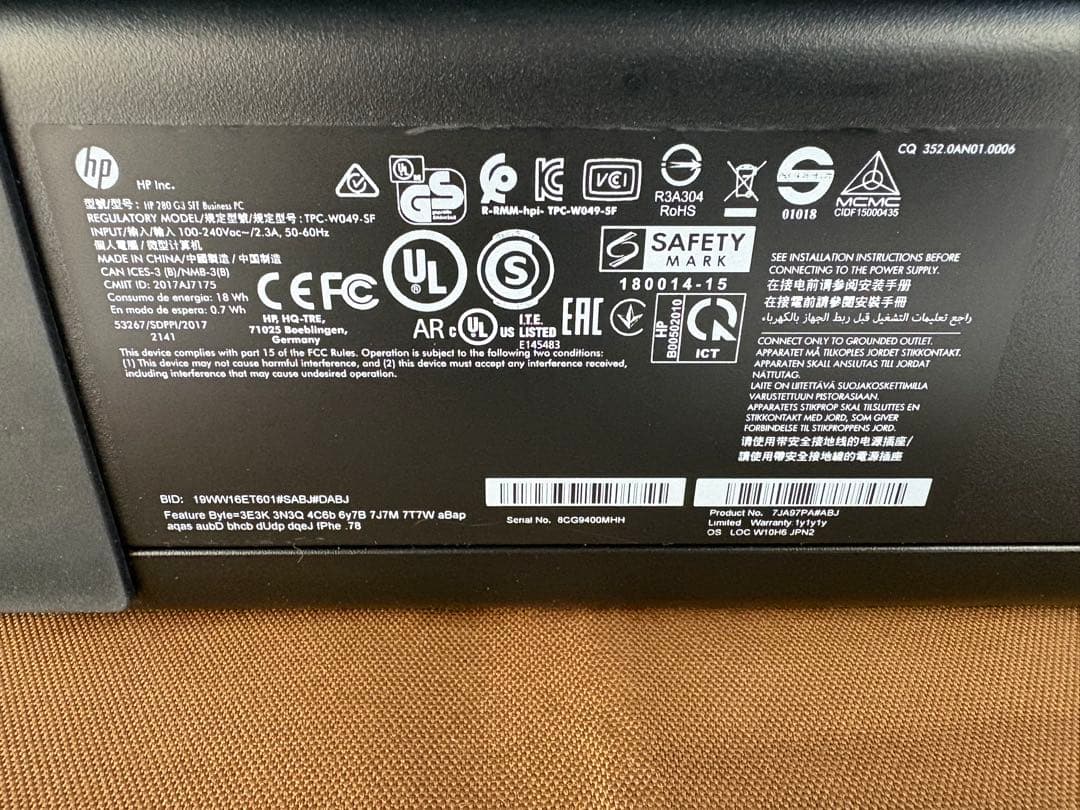 hp
HP Inc.
CQ 352.0AN01.0006
型號/型号: HP 280 G3 SFF Business PC
REGULATORY MODEL/規定型號/规定型号: TPC-W049-SF
INPUT/输入/輸入 100-240Vac~/2.3A, 50-60Hz
個人電腦/微型计算机
MADE IN CHINA/中國製造/中国制造
CAN ICES-3 (B)/NMB-3(B)
CMIIT ID: 2017AJ7175
Consumo de energia: 18 Wh
En modo de espera: 0.7 Wh
53267/SDPPI/2017
2141
UL
GS
geprüfte
Sicherheit
R-RMM-hpi- TPC-W049-SF
VCI
R3A304
RoHS
01018
MCMC
CIDF15000435
CE FC
HP, HQ-TRE,
71025 Boeblingen,
Germany
UL
AR
S
c UL US
I.T.E.
LISTED
E145483
EAC
SAFETY
MARK
180014-15
HP
B00502010
ICT
SEE INSTALLATION INSTRUCTIONS BEFORE
CONNECTING TO THE POWER SUPPLY.
在接电前请参阅安装手册
在接電前請參閱安裝手冊
راجع تعليمات التشغيل قبل ربط الجهاز بالكهرباء
CONNECT ONLY TO GROUNDED OUTLET.
APPARATET MÅ TILKOPLES JORDET STIKKONTAKT.
APPARATEN SKALL ANSLUTAS TILL JORDAT
NÄTTUTAG.
LAITE ON LIITETTÄVÄ SUOJAKOSKETTIMILLA
VARUSTETTUUN PISTORASIAAN.
APPARATETS STIKPROP SKAL TILSLUTTES EN
STIKKONTAKT MED JORD, SOM GIVER
FORBINDELSE TIL STIKPROPPENS JORD.
请使用带安全接地线的电源插座/
請使用帶安全接地線的電源插座
This device complies with part 15 of the FCC Rules. Operation is subject to the following two conditions:
(1) This device may not cause harmful interference, and (2) this device must accept any interference received,
including interference that may cause undesired operation.
BID: 19WW16ET601#SABJ#DABJ
Feature Byte=3E3K 3N3Q 4C6b 6y7B 7J7M 7T7W aBap
aqas aubD bhcb dUdp dqeJ fPhe .78
Serial No. 8CG9400MHH
Product No. 7JA97PA#ABJ
Limited Warranty 1y1y1y
OS LOC W10H6 JPN2